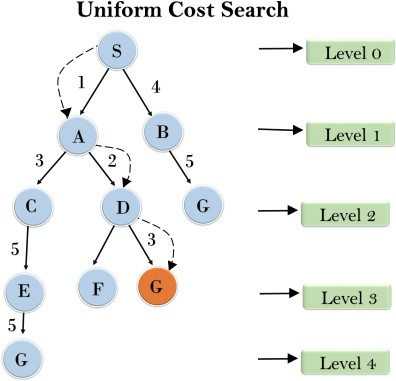 Uniform Cost Search
S
Level 0
1
4
A
B
Level 1
3
2
5
C
D
G
Level 2
5
3
E
F
G
Level 3
5
G
Level 4